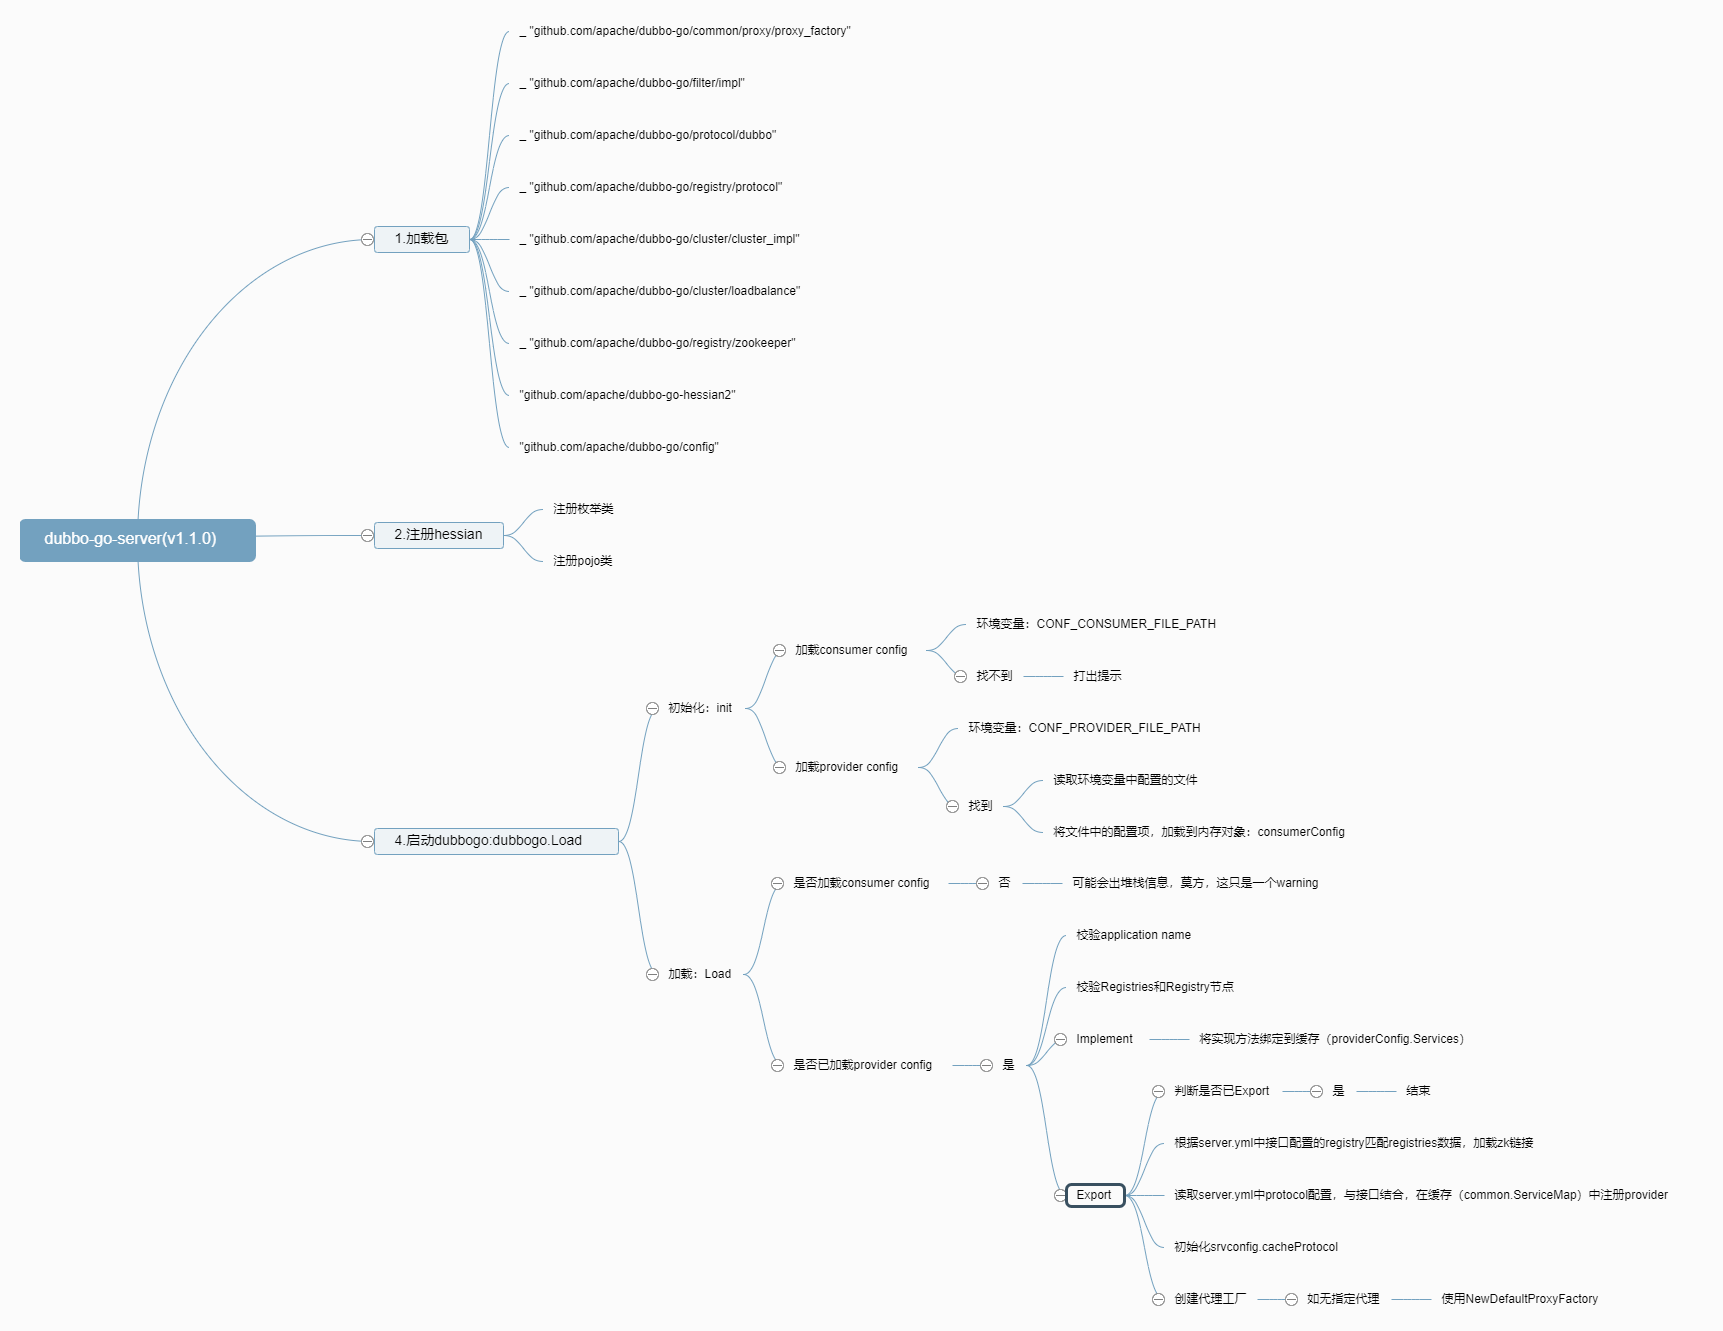 dubbo-go-server(v1.1.0)
1.加载包
_ "github.com/apache/dubbo-go/common/proxy/proxy_factory"
_ "github.com/apache/dubbo-go/filter/impl"
_ "github.com/apache/dubbo-go/protocol/dubbo"
_ "github.com/apache/dubbo-go/registry/protocol"
_ "github.com/apache/dubbo-go/cluster/cluster_impl"
_ "github.com/apache/dubbo-go/cluster/loadbalance"
_ "github.com/apache/dubbo-go/registry/zookeeper"
"github.com/apache/dubbo-go-hessian2"
"github.com/apache/dubbo-go/config"
2.注册hessian
注册枚举类
注册pojo类
4.启动dubbogo:dubbogo.Load
初始化：init
加载consumer config
环境变量：CONF_CONSUMER_FILE_PATH
找不到
打出提示
加载provider config
环境变量：CONF_PROVIDER_FILE_PATH
找到
读取环境变量中配置的文件
将文件中的配置项，加载到内存对象：consumerConfig
加载：Load
是否加载consumer config
否
可能会出堆栈信息，莫方，这只是一个warning
是否已加载provider config
是
校验application name
校验Registries和Registry节点
Implement
将实现方法绑定到缓存（providerConfig.Services）
Export
判断是否已Export
是
结束
根据server.yml中接口配置的registry匹配registries数据，加载zk链接
读取server.yml中protocol配置，与接口结合，在缓存（common.ServiceMap）中注册provider
初始化srvconfig.cacheProtocol
创建代理工厂
如无指定代理
使用NewDefaultProxyFactory